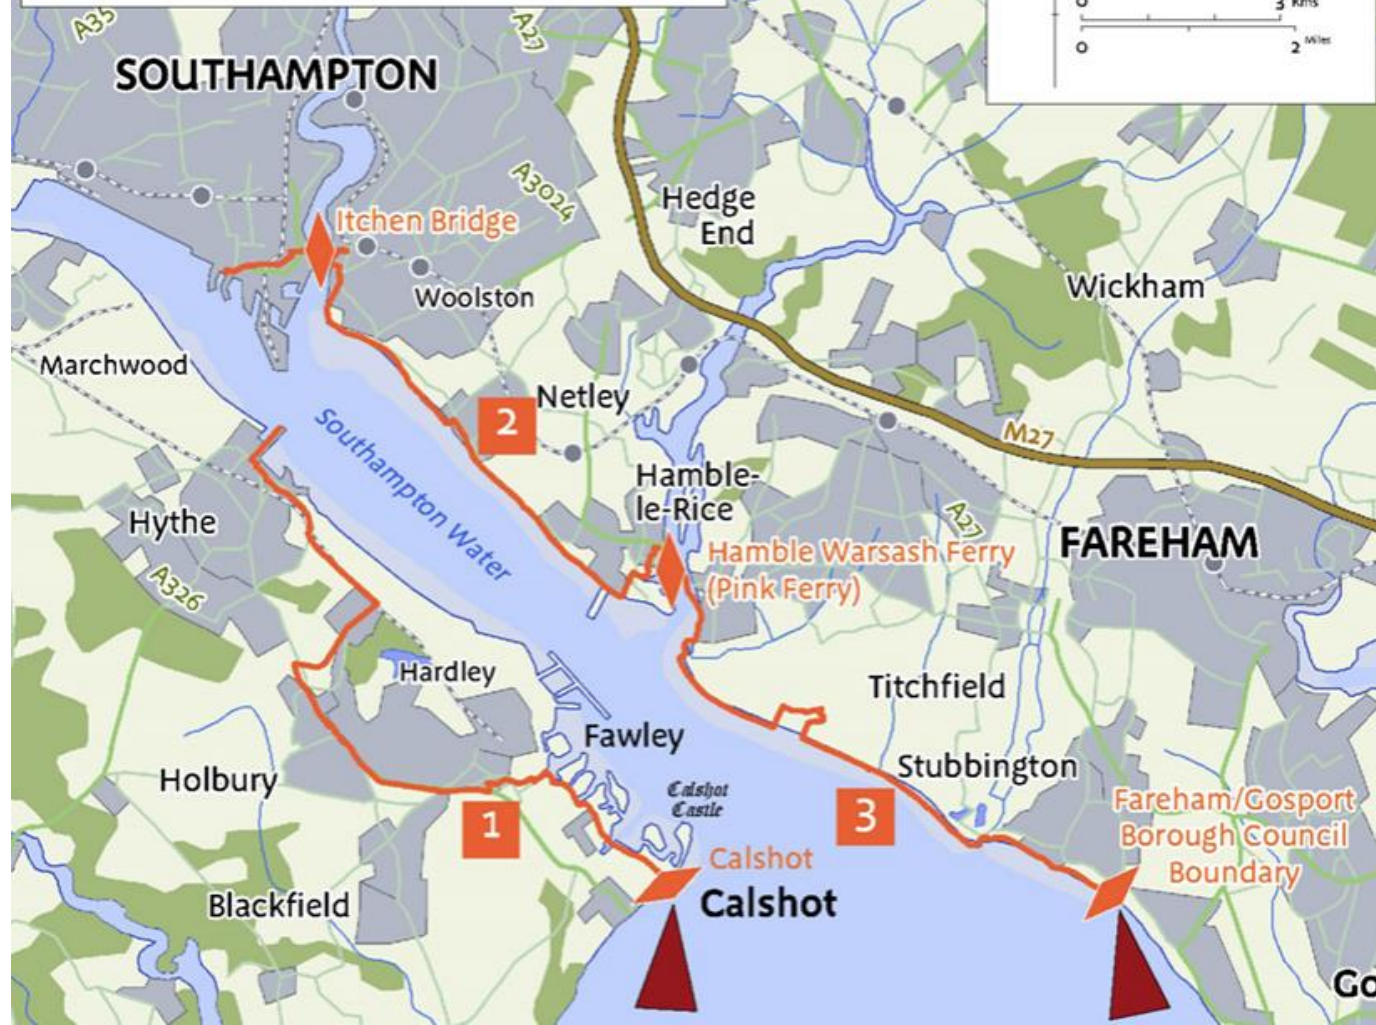 A35
A27
0
3 Kms
0
2 Miles
SOUTHAMPTON
A3024
Hedge
End
Itchen Bridge
Wickham
Woolston
Marchwood
Netley
2
Southampton Water
M27
Hamble-
le-Rice
Hythe
A27
FAREHAM
Hamble Warsash Ferry
(Pink Ferry)
A326
Hardley
Titchfield
Fawley
Stubbington
Holbury
Calshot
Castle
1
3
Fareham/Gosport
Borough Council
Boundary
Calshot
Calshot
Blackfield
Go